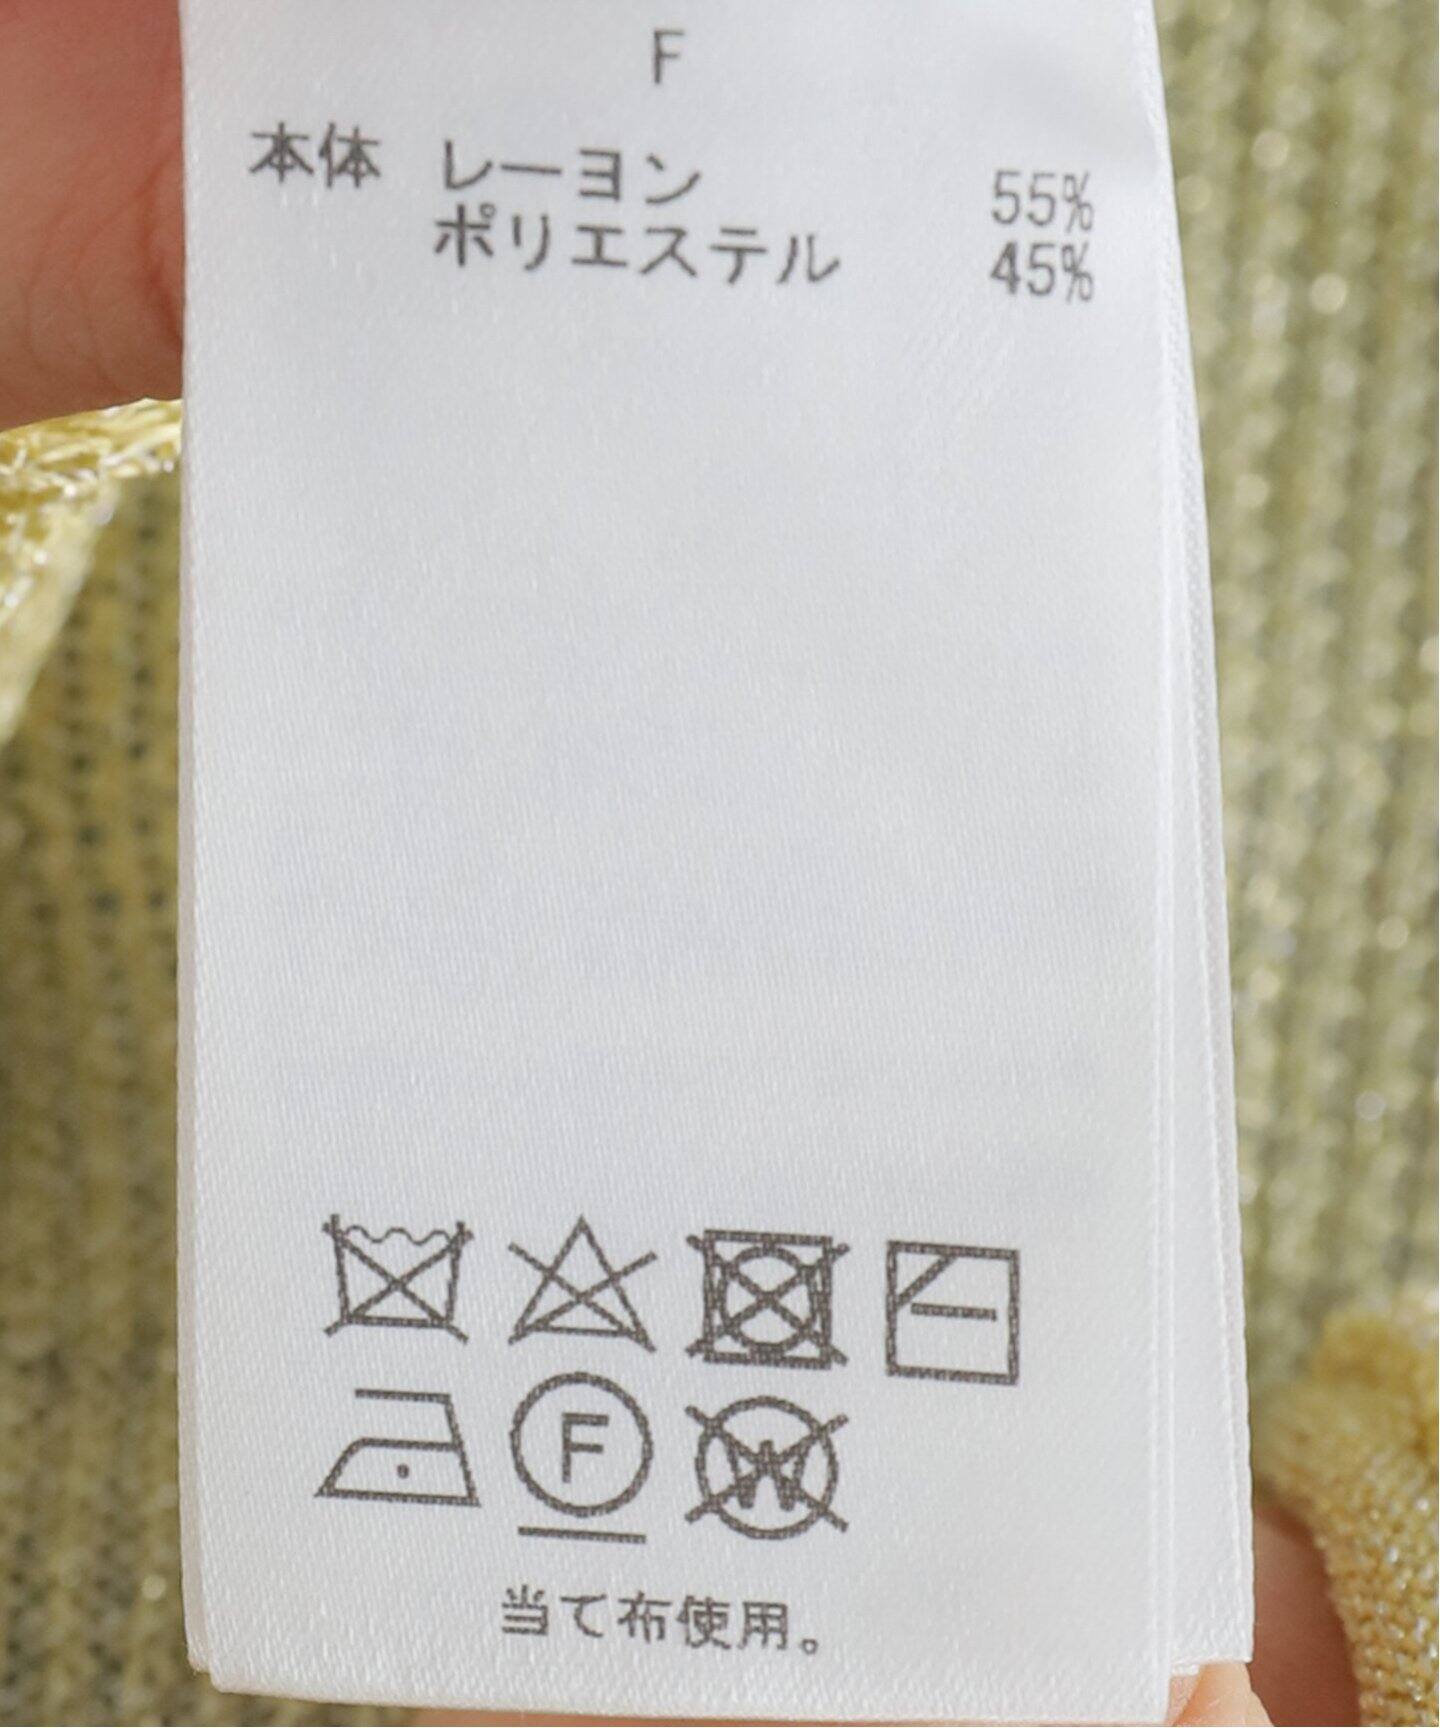 F
本体 レーヨン 55%
ポリエステル 45%
F
W
当て布使用。